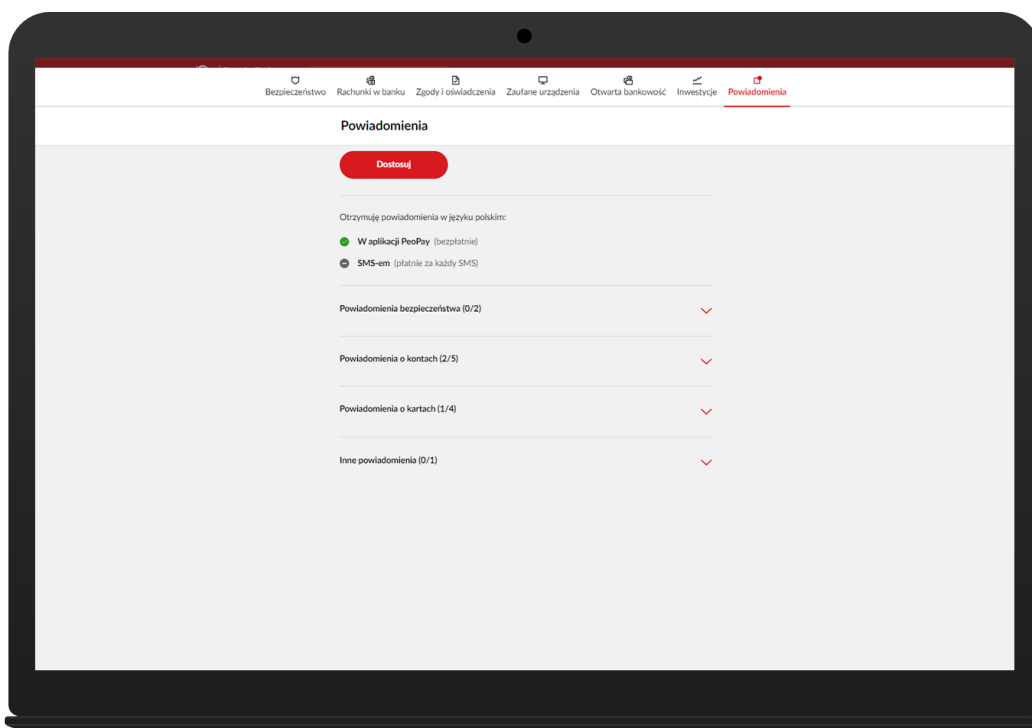 Bezpieczeństwo Rachunki w banku Zgody i oświadczenia Zaufane urządzenia Otwarta bankowość Inwestycje Powiadomienia
Powiadomienia
Dostosuj
Otrzymuję powiadomienia w języku polskim:
W aplikacji PeoPay (bezpłatnie)
SMS-em (płatnie za każdy SMS)
Powiadomienia bezpieczeństwa (0/2)
Powiadomienia o kontach (2/5)
Powiadomienia o kartach (1/4)
Inne powiadomienia (0/1)